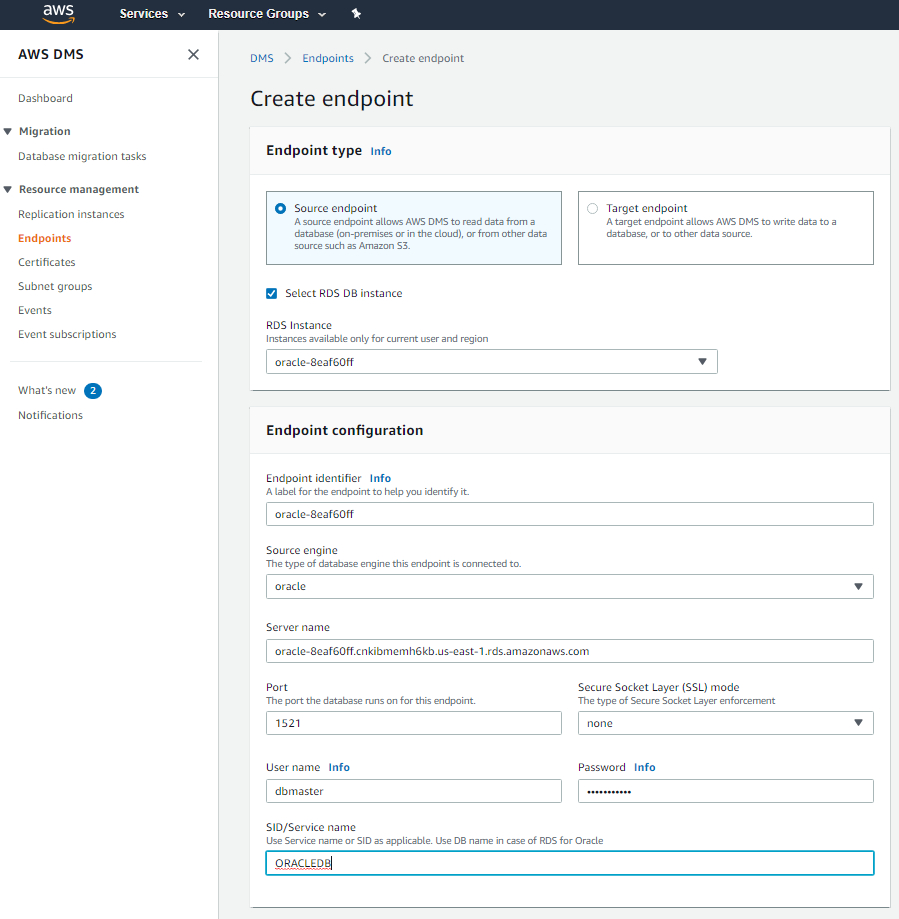 aws
Services
Resource Groups
AWS DMS
Dashboard
Migration
Database migration tasks
Resource management
Replication instances
Endpoints
Certificates
Subnet groups
Events
Event subscriptions
What's new 2
Notifications
DMS > Endpoints > Create endpoint
Create endpoint
Endpoint type Info
Source endpoint
A source endpoint allows AWS DMS to read data from a
database (on-premises or in the cloud), or from other data
source such as Amazon S3.
Target endpoint
A target endpoint allows AWS DMS to write data to a
database, or to other data source.
Select RDS DB instance
RDS Instance
Instances available only for current user and region
oracle-8eaf60ff
Endpoint configuration
Endpoint identifier Info
A label for the endpoint to help you identify it.
oracle-8eaf60ff
Source engine
The type of database engine this endpoint is connected to.
oracle
Server name
oracle-8eaf60ff.cnkibmemh6kb.us-east-1.rds.amazonaws.com
Port
The port the database runs on for this endpoint.
1521
Secure Socket Layer (SSL) mode
The type of Secure Socket Layer enforcement
none
User name Info
dbmaster
Password Info
•••••••••••
SID/Service name
Use Service name or SID as applicable. Use DB name in case of RDS for Oracle
ORACLEDB